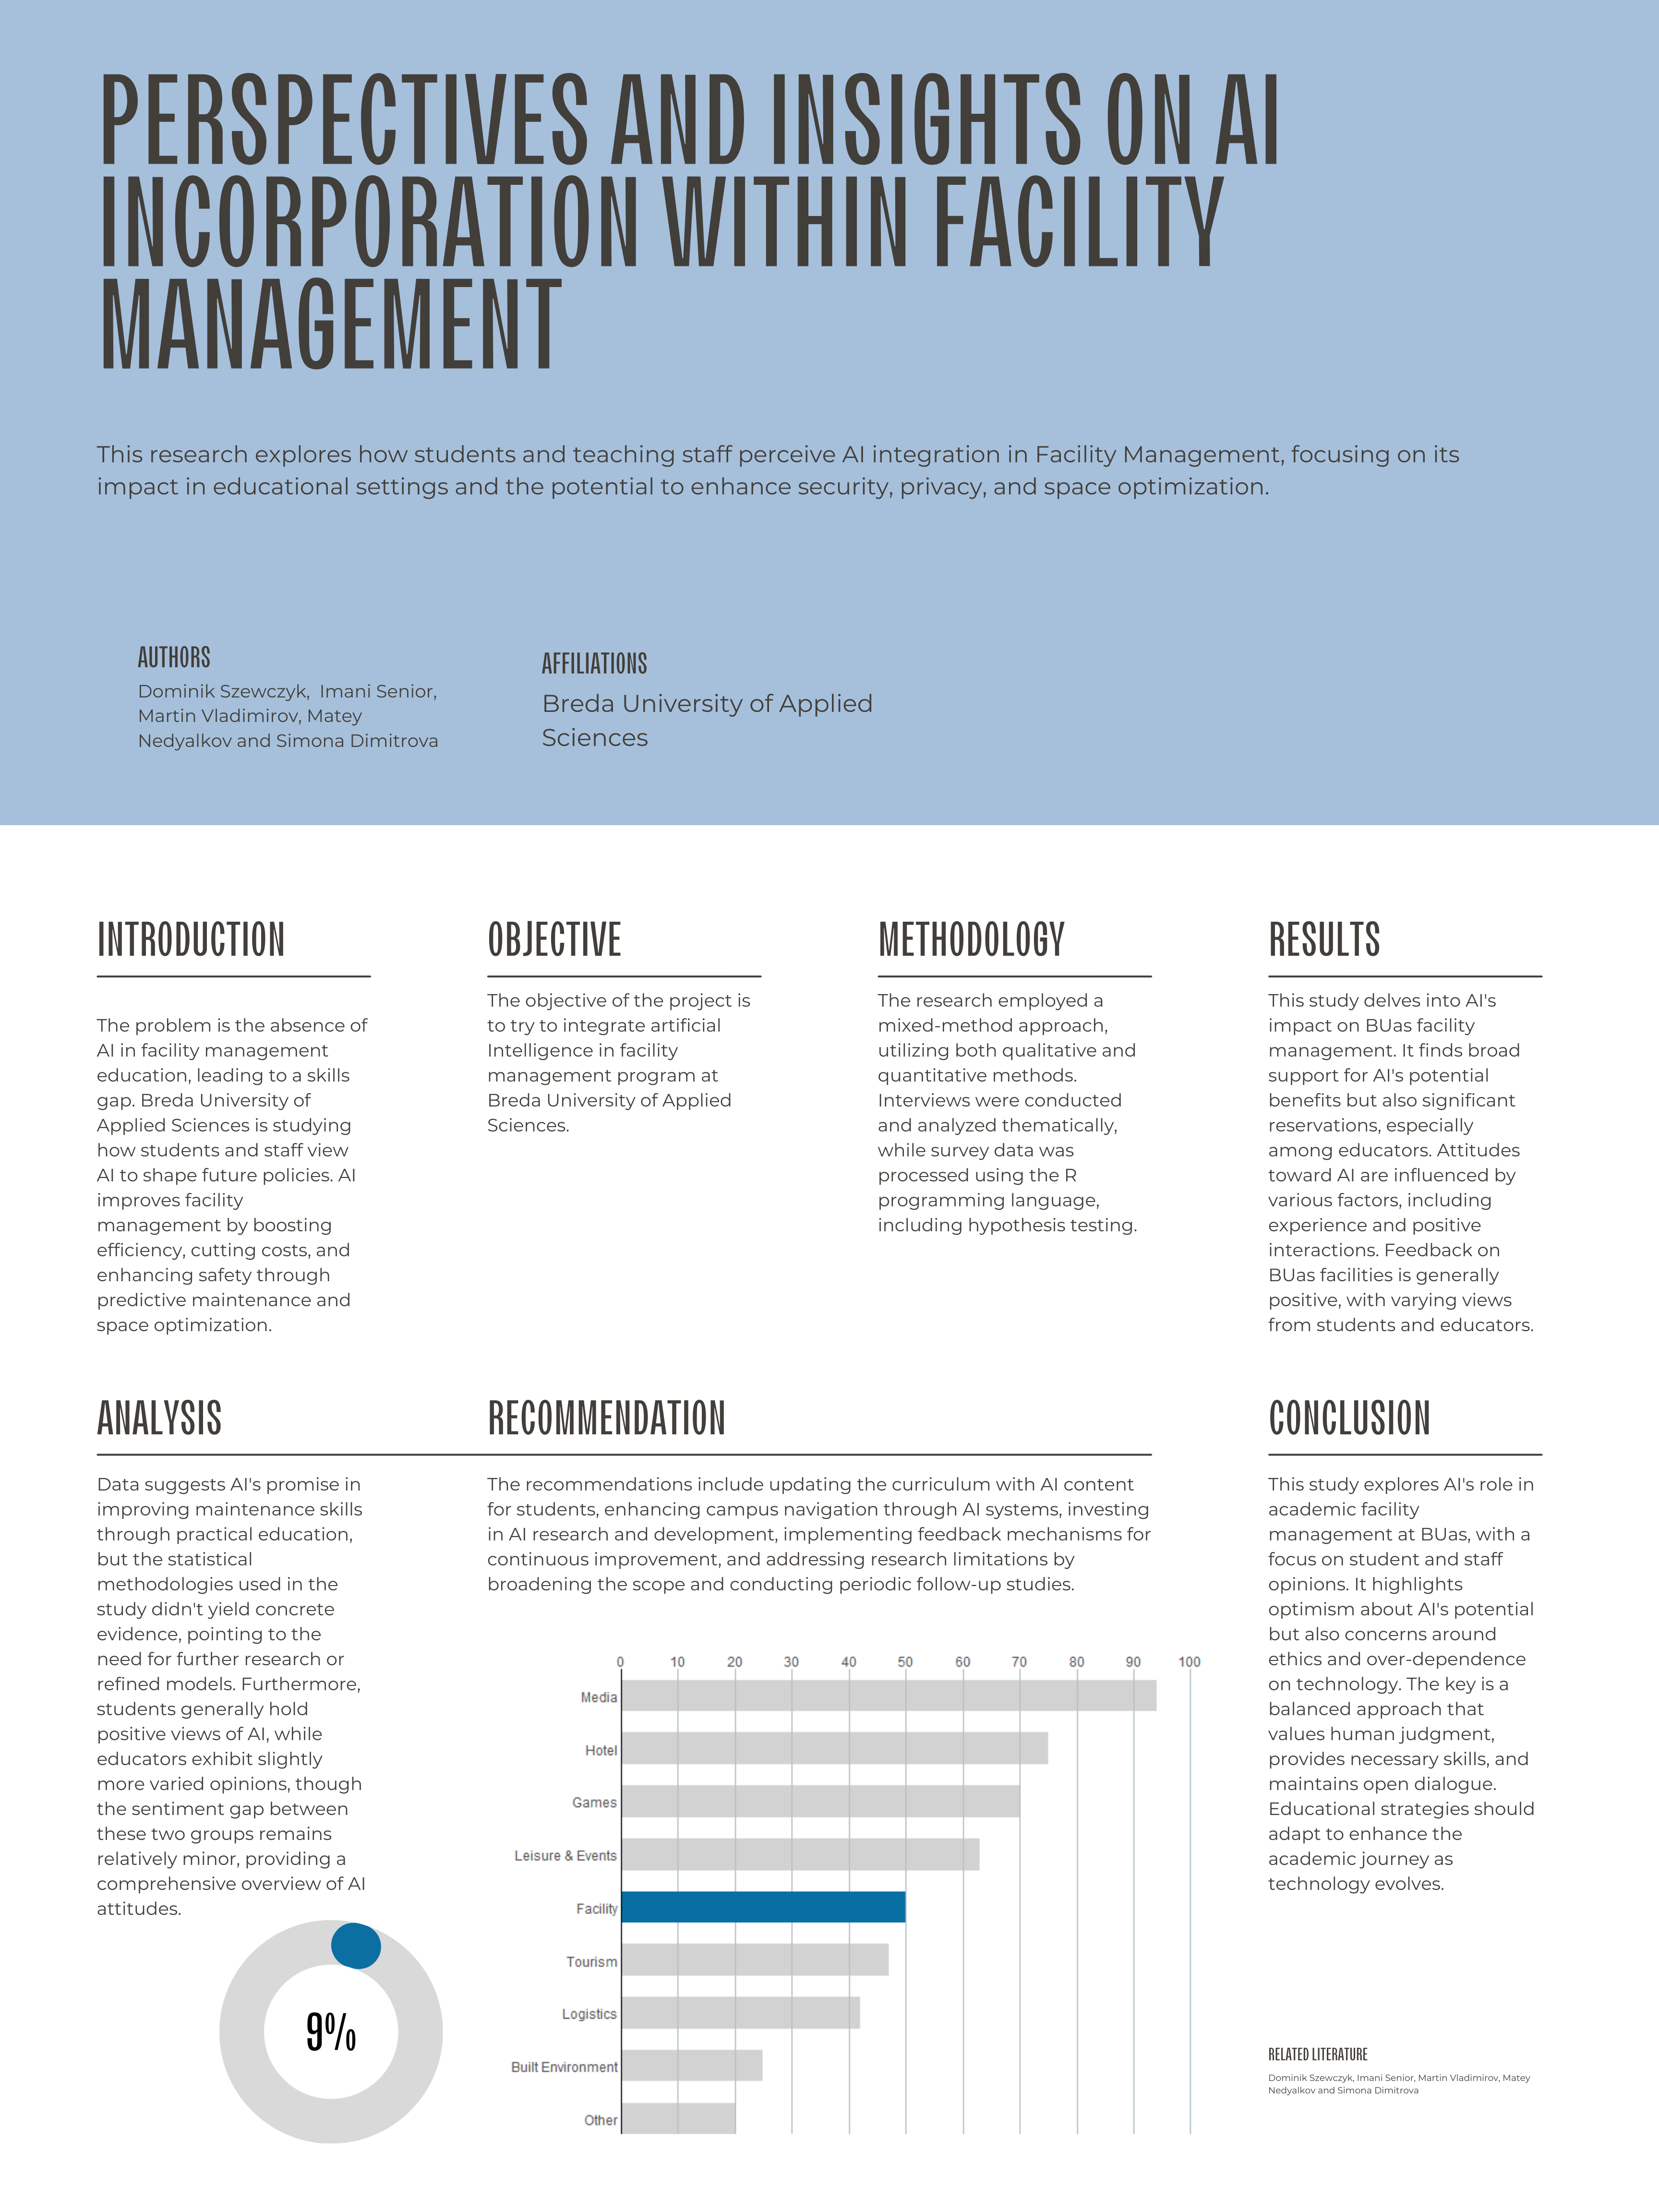 PERSPECTIVES AND INSIGHTS ON AI
INCORPORATION WITHIN FACILITY
MANAGEMENT
This research explores how students and teaching staff perceive AI integration in Facility Management, focusing on its
impact in educational settings and the potential to enhance security, privacy, and space optimization.
AUTHORS
Dominik Szewczyk,  Imani Senior,
Martin Vladimirov, Matey
Nedyalkov and Simona Dimitrova
AFFILIATIONS
Breda University of Applied
Sciences
INTRODUCTION
The problem is the absence of
AI in facility management
education, leading to a skills
gap. Breda University of
Applied Sciences is studying
how students and staff view
AI to shape future policies. AI
improves facility
management by boosting
efficiency, cutting costs, and
enhancing safety through
predictive maintenance and
space optimization.
OBJECTIVE
The objective of the project is
to try to integrate artificial
Intelligence in facility
management program at
Breda University of Applied
Sciences.
METHODOLOGY
The research employed a
mixed-method approach,
utilizing both qualitative and
quantitative methods.
Interviews were conducted
and analyzed thematically,
while survey data was
processed using the R
programming language,
including hypothesis testing.
RESULTS
This study delves into AI's
impact on BUas facility
management. It finds broad
support for AI's potential
benefits but also significant
reservations, especially
among educators. Attitudes
toward AI are influenced by
various factors, including
experience and positive
interactions. Feedback on
BUas facilities is generally
positive, with varying views
from students and educators.
ANALYSIS
Data suggests AI's promise in
improving maintenance skills
through practical education,
but the statistical
methodologies used in the
study didn't yield concrete
evidence, pointing to the
need for further research or
refined models. Furthermore,
students generally hold
positive views of AI, while
educators exhibit slightly
more varied opinions, though
the sentiment gap between
these two groups remains
relatively minor, providing a
comprehensive overview of AI
attitudes.
9%
RECOMMENDATION
The recommendations include updating the curriculum with AI content
for students, enhancing campus navigation through AI systems, investing
in AI research and development, implementing feedback mechanisms for
continuous improvement, and addressing research limitations by
broadening the scope and conducting periodic follow-up studies.
0 10 20 30 40 50 60 70 80 90 100
Media
Hotel
Games
Leisure & Events
Facility
Tourism
Logistics
Built Environment
Other
CONCLUSION
This study explores AI's role in
academic facility
management at BUas, with a
focus on student and staff
opinions. It highlights
optimism about AI's potential
but also concerns around
ethics and over-dependence
on technology. The key is a
balanced approach that
values human judgment,
provides necessary skills, and
maintains open dialogue.
Educational strategies should
adapt to enhance the
academic journey as
technology evolves.
RELATED LITERATURE
Dominik Szewczyk, Imani Senior, Martin Vladimirov, Matey
Nedyalkov and Simona Dimitrova